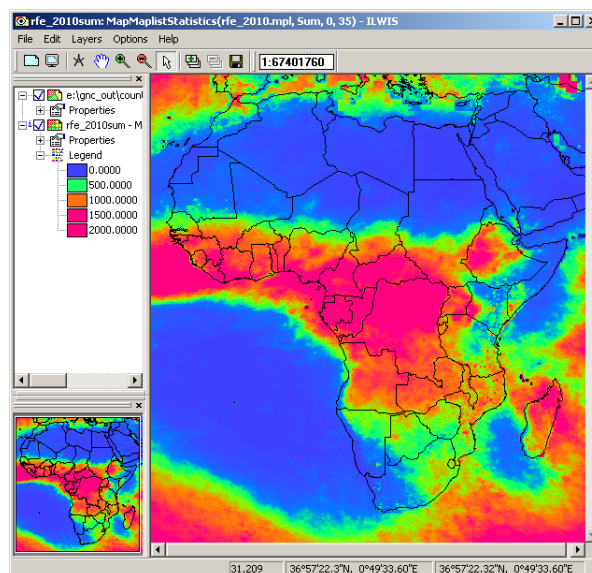 rfe_2010sum: MapMaplistStatistics(rfe_2010.mpl, Sum, 0, 35) - ILWIS
File Edit Layers Options Help
1:67401760
e:\gnc_out\coun
Properties
rfe_2010sum - M
Properties
Legend
0.0000
500.0000
1000.0000
1500.0000
2000.0000
31.209 36°57'22.3"N, 0°49'33.60"E 36°57'22.32"N, 0°49'33.60"E